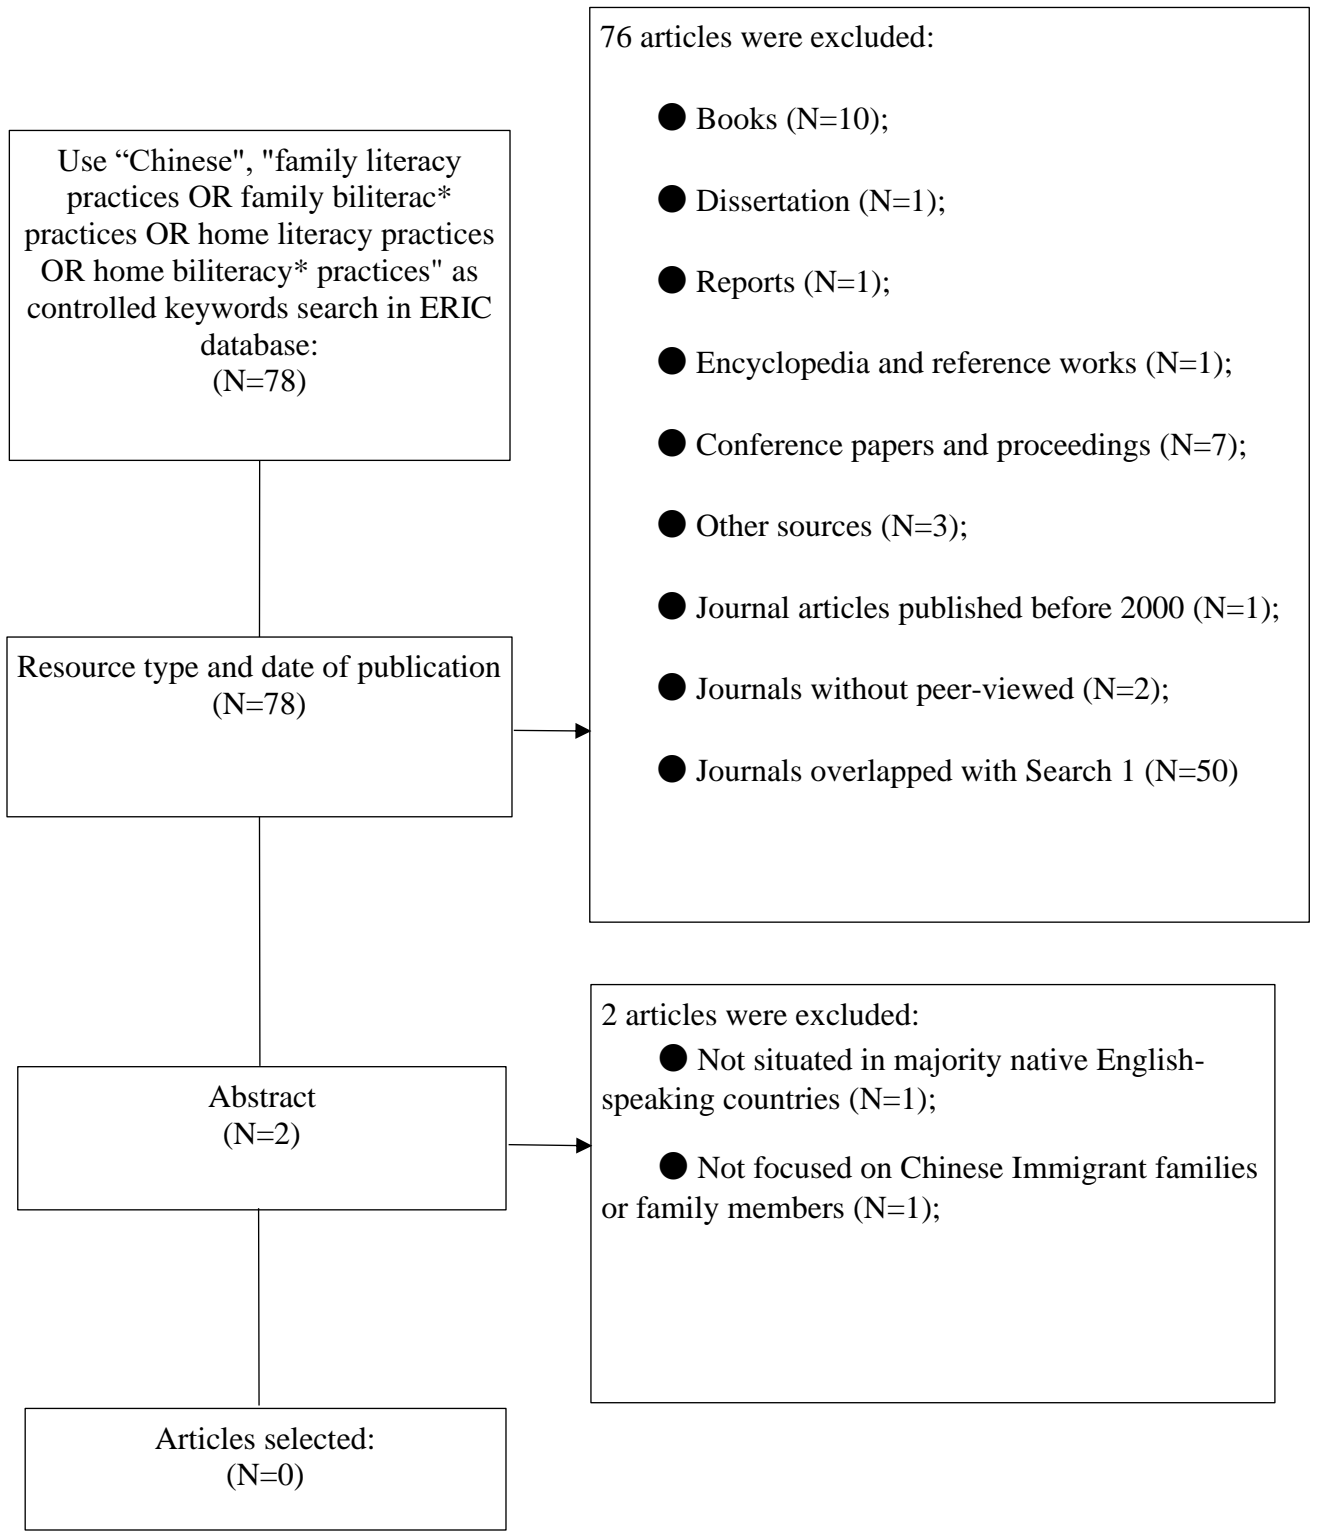 Use “Chinese", "family literacy
practices OR family biliterac*
practices OR home literacy practices
OR home biliteracy* practices" as
controlled keywords search in ERIC
database:
(N=78)
76 articles were excluded:
● Books (N=10);
● Dissertation (N=1);
● Reports (N=1);
● Encyclopedia and reference works (N=1);
● Conference papers and proceedings (N=7);
● Other sources (N=3);
● Journal articles published before 2000 (N=1);
● Journals without peer-viewed (N=2);
● Journals overlapped with Search 1 (N=50)
Resource type and date of publication
(N=78)
Abstract
(N=2)
2 articles were excluded:
● Not situated in majority native English-
speaking countries (N=1);
● Not focused on Chinese Immigrant families
or family members (N=1);
Articles selected:
(N=0)